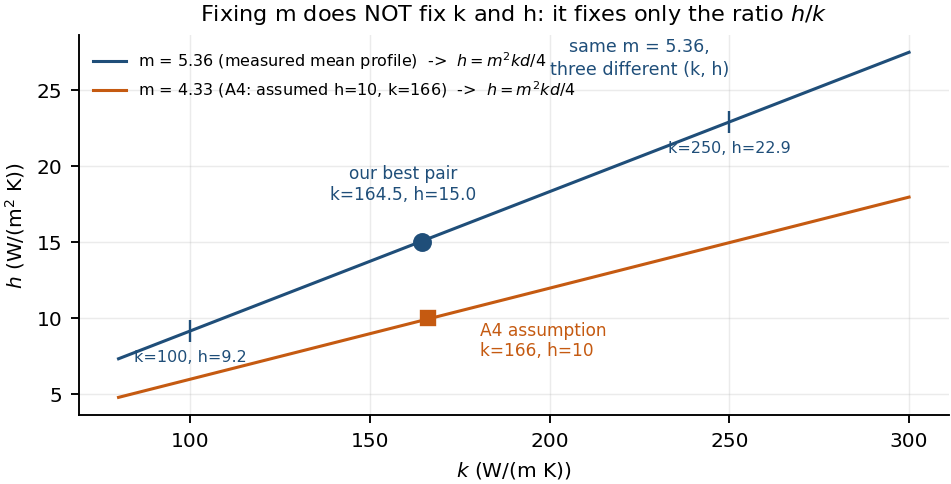 Fixing m does NOT fix k and h: it fixes only the ratio h/k
m = 5.36 (measured mean profile)  ->  h = m²kd/4
m = 4.33 (A4: assumed h=10, k=166)  ->  h = m²kd/4
same m = 5.36,
three different (k, h)
k=250, h=22.9
our best pair
k=164.5, h=15.0
A4 assumption
k=166, h=10
k=100, h=9.2
h (W/(m² K))
25
20
15
10
5
100 150 200 250 300
k (W/(m K))